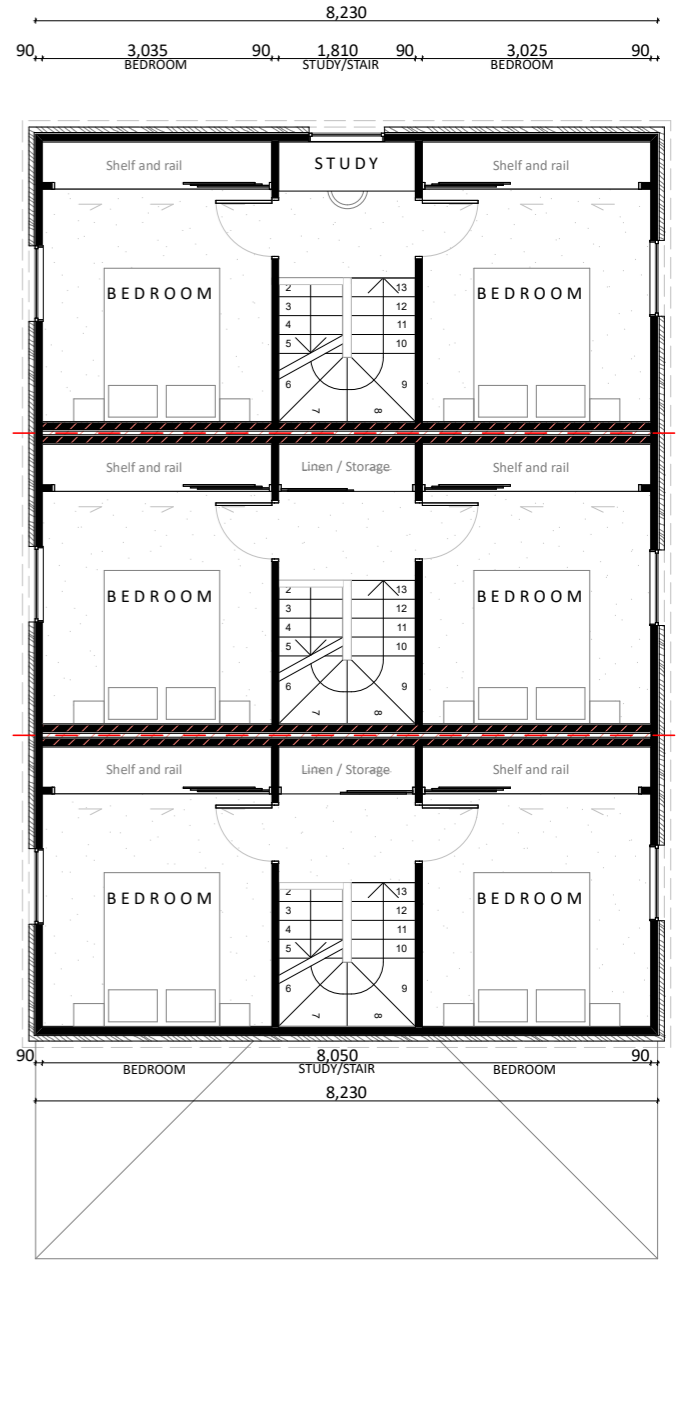 8,230
90 3,035 90 1,810 90 3,025 90
BEDROOM STUDY/STAIR BEDROOM
Shelf and rail STUDY Shelf and rail
BEDROOM BEDROOM
2 13
3 12
4 11
5 10
6 9
7 8
Shelf and rail Linen / Storage Shelf and rail
BEDROOM BEDROOM
2 13
3 12
4 11
5 10
6 9
7 8
Shelf and rail Linen / Storage Shelf and rail
BEDROOM BEDROOM
2 13
3 12
4 11
5 10
6 9
7 8
90 8,050 90
BEDROOM STUDY/STAIR BEDROOM
8,230